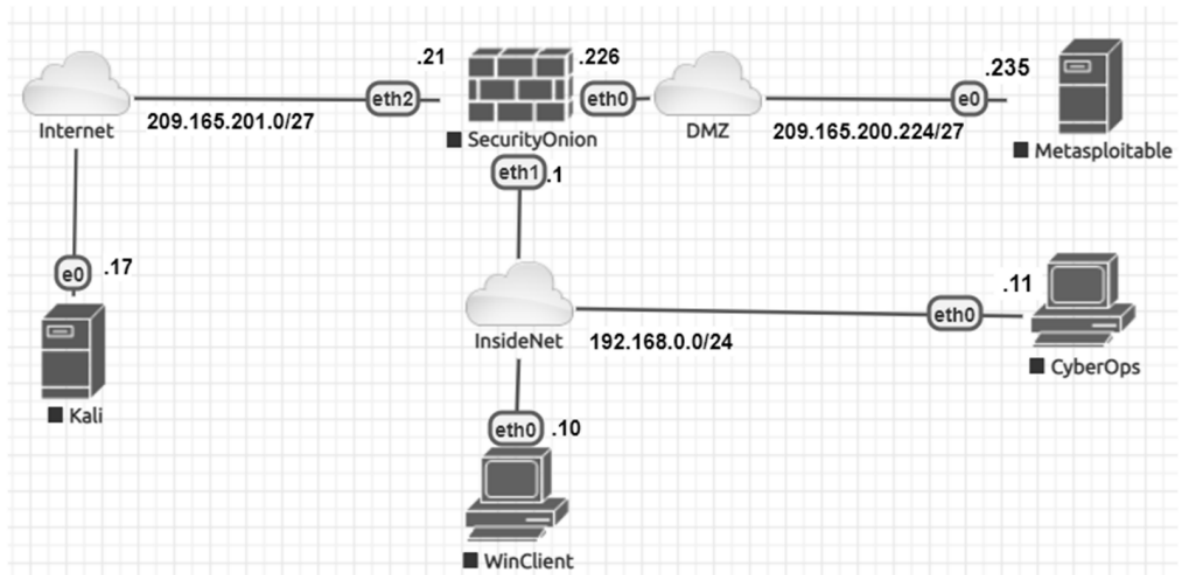 .21
.226
.235
eth2
eth0
e0
Internet
209.165.201.0/27
SecurityOnion
DMZ
209.165.200.224/27
Metasploitable
eth1
.1
e0
.17
.11
eth0
InsideNet
192.168.0.0/24
CyberOps
Kali
eth0
.10
WinClient